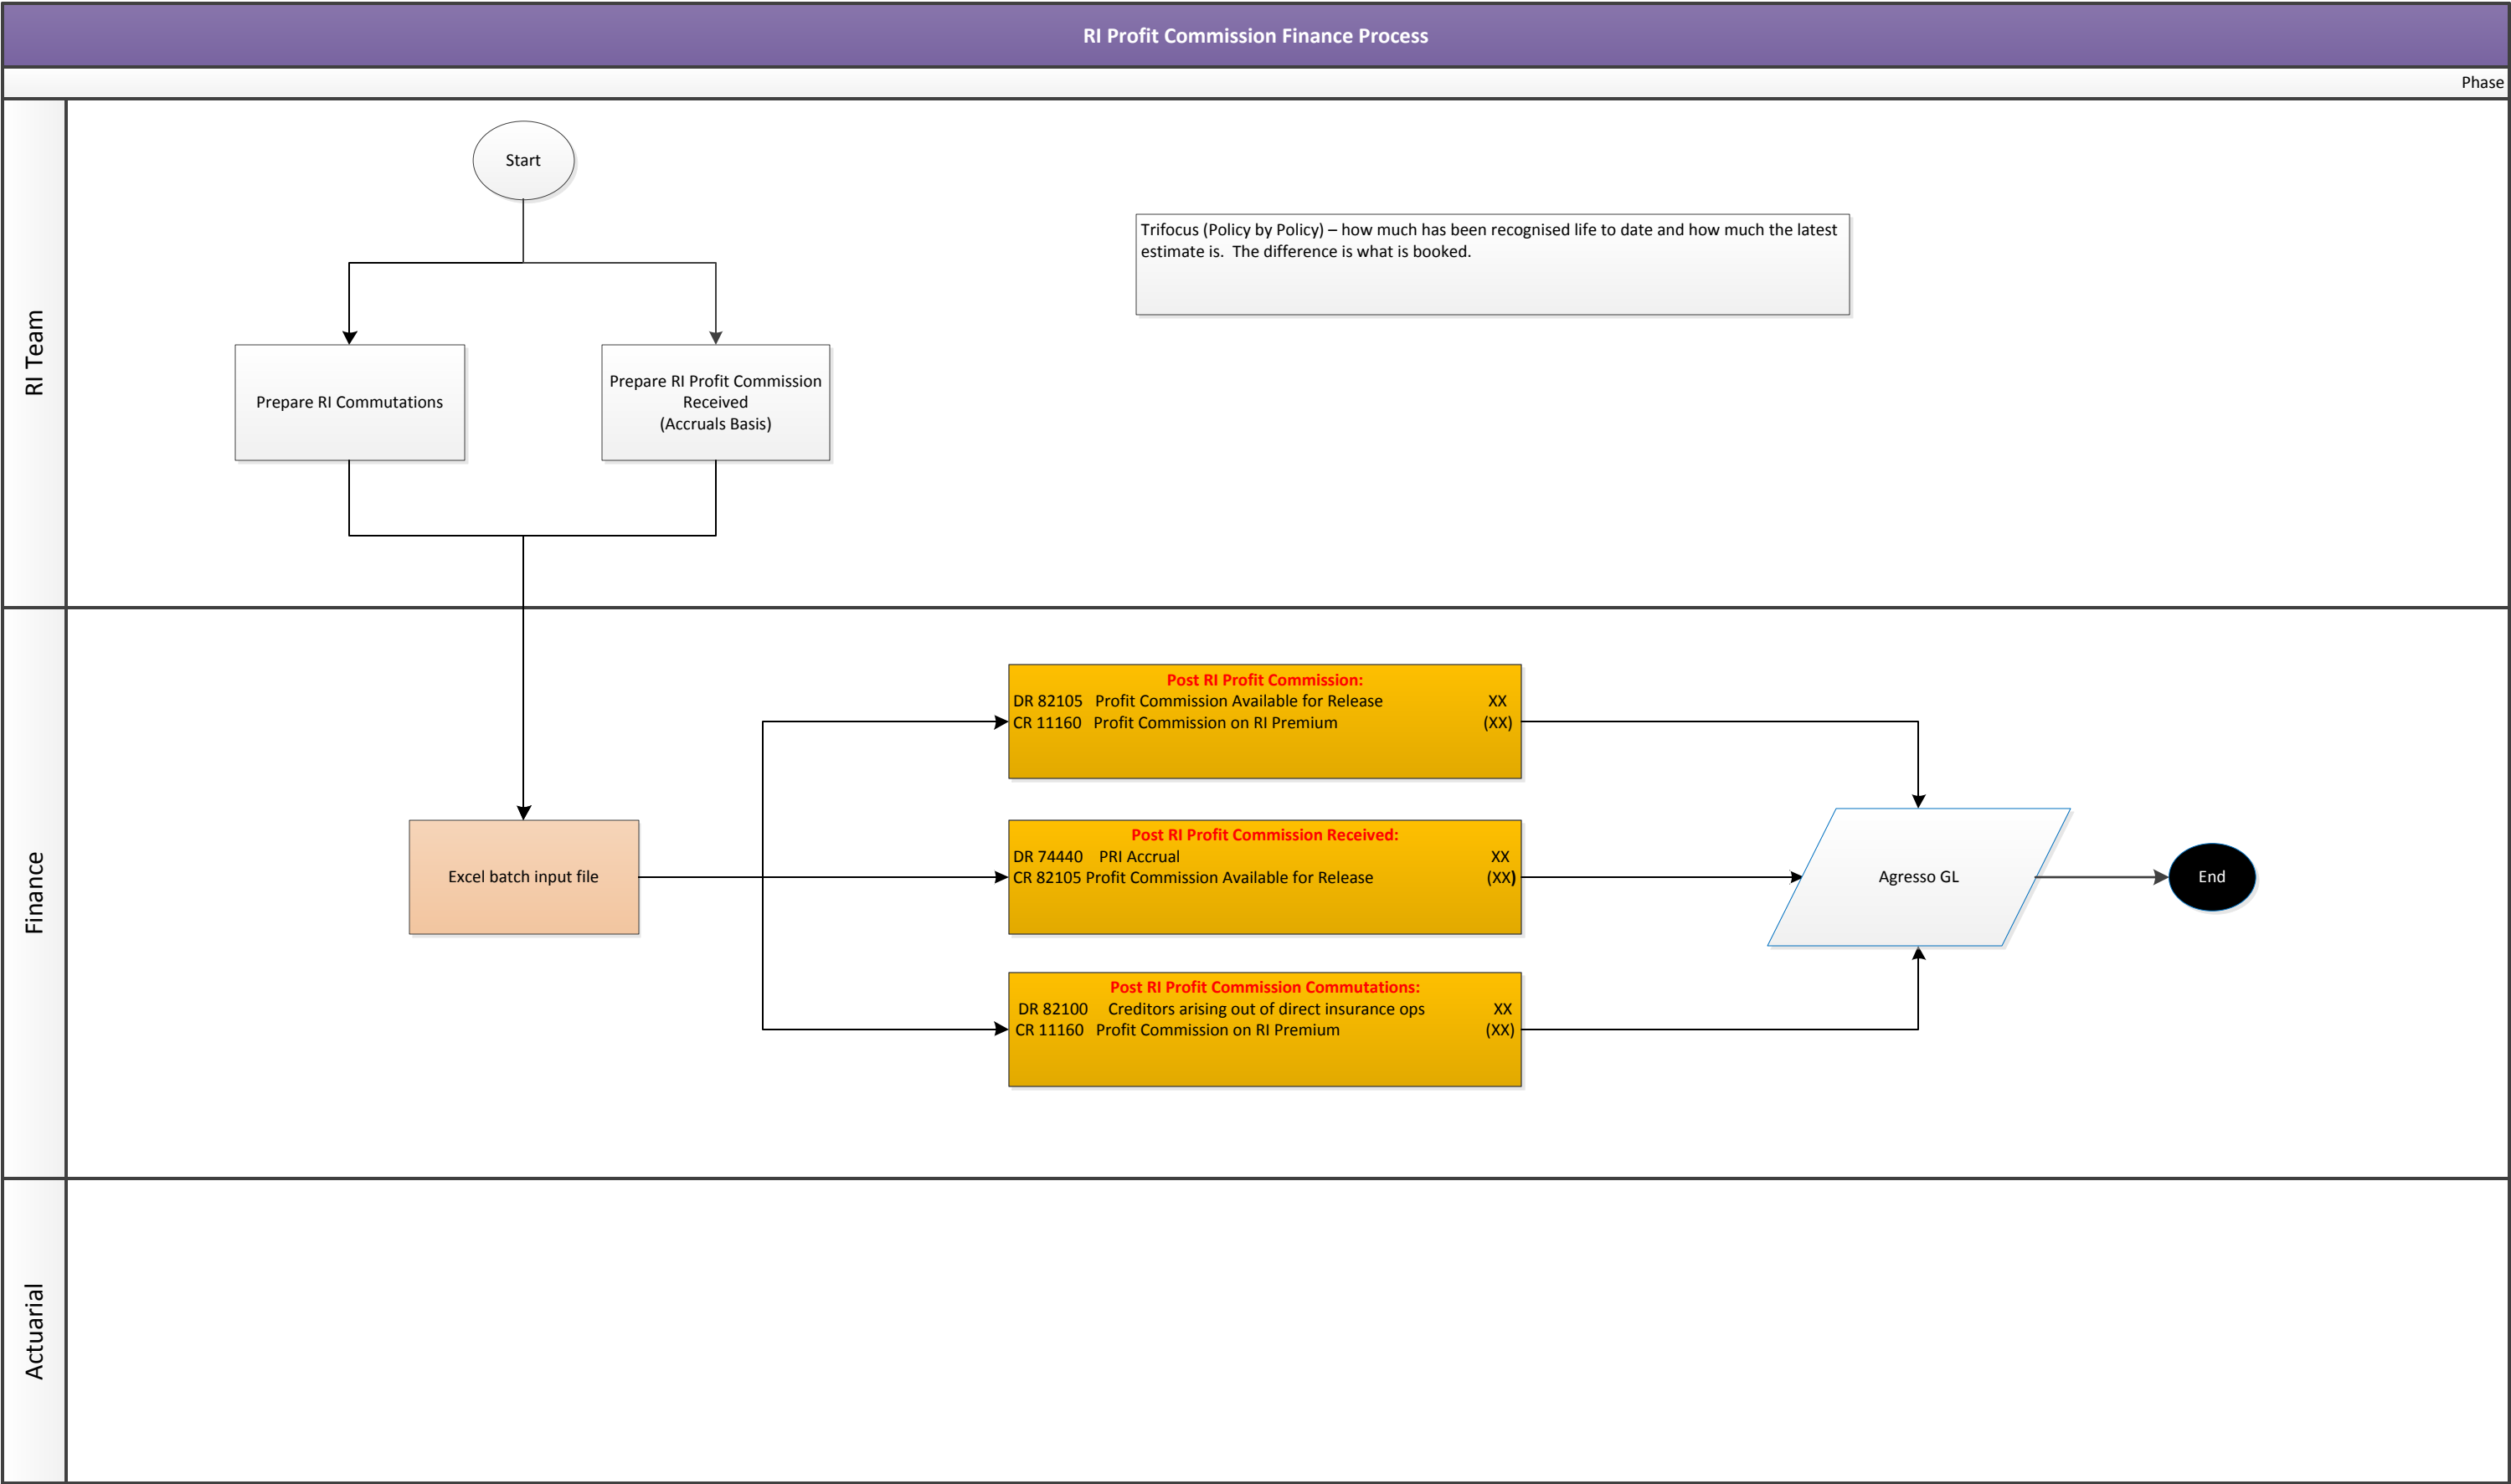 RI Profit Commission Finance Process
Phase
RI Team
Start
Trifocus (Policy by Policy) – how much has been recognised life to date and how much the latest
estimate is.  The difference is what is booked.
Prepare RI Commutations
Prepare RI Profit Commission
Received
(Accruals Basis)
Finance
Excel batch input file
Post RI Profit Commission:
DR 82105   Profit Commission Available for Release   XX
CR 11160   Profit Commission on RI Premium   (XX)
Post RI Profit Commission Received:
DR 74440    PRI Accrual   XX
CR 82105 Profit Commission Available for Release   (XX)
Post RI Profit Commission Commutations:
DR 82100     Creditors arising out of direct insurance ops   XX
CR 11160   Profit Commission on RI Premium   (XX)
Agresso GL
End
Actuarial